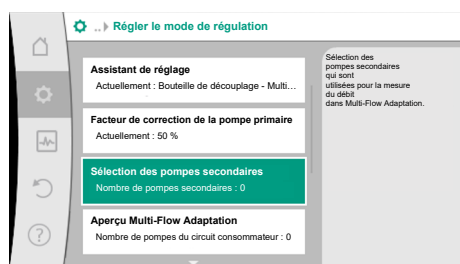 ..▸ Régler le mode de régulation
Assistant de réglage
Actuellement : Bouteille de découplage - Multi…
Facteur de correction de la pompe primaire
Actuellement : 50 %
Sélection des pompes secondaires
Nombre de pompes secondaires : 0
Aperçu Multi-Flow Adaptation
Nombre de pompes du circuit consommateur : 0
Sélection des
pompes secondaires
qui sont
utilisées pour la mesure
du débit
dans Multi-Flow Adaptation.